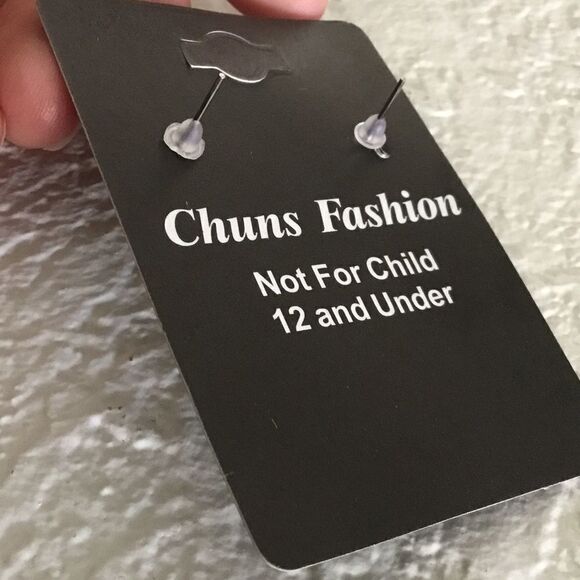 Chuns Fashion
Not For Child
12 and Under